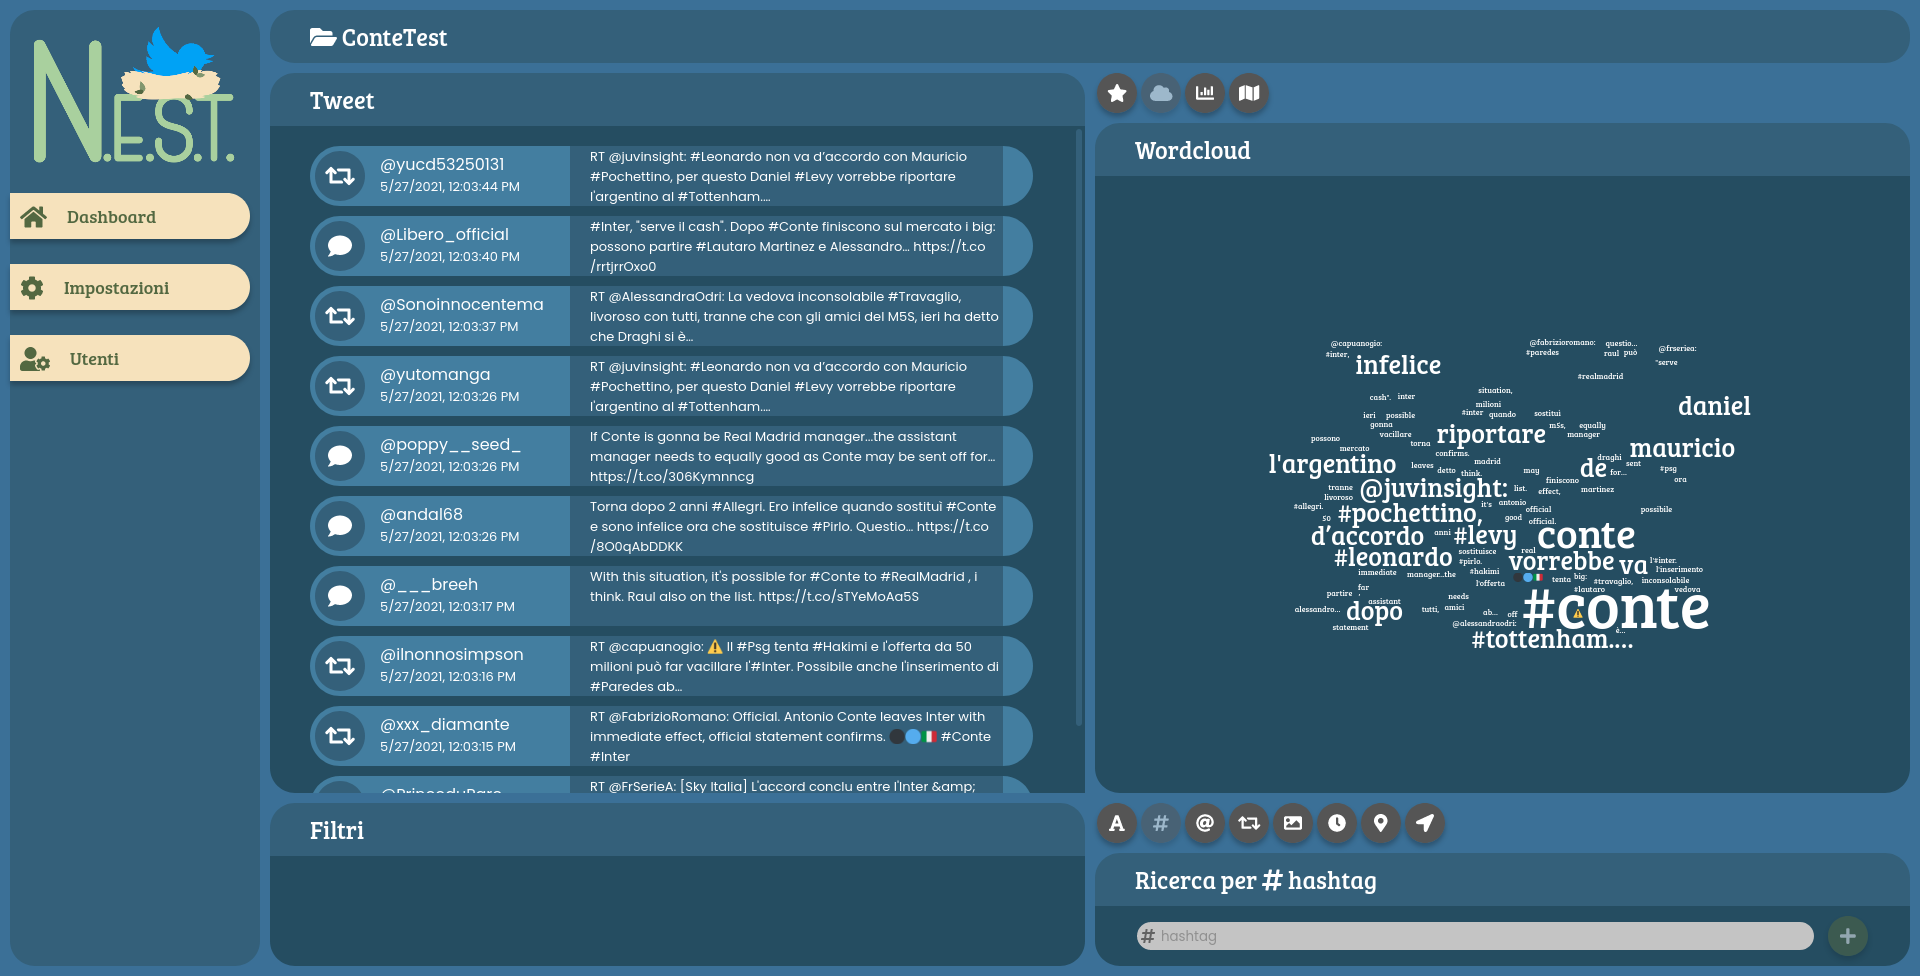 N.E.S.T.
Dashboard
Impostazioni
Utenti
ConteTest
Tweet
@yucd53250131
5/27/2021, 12:03:44 PM
RT @juvinsight: #Leonardo non va d’accordo con Mauricio
#Pochettino, per questo Daniel #Levy vorrebbe riportare
l'argentino al #Tottenham.…
@Libero_official
5/27/2021, 12:03:40 PM
#Inter, "serve il cash". Dopo #Conte finiscono sul mercato i big:
possono partire #Lautaro Martinez e Alessandro… https://t.co
/rrtjrrOxo0
@Sonoinnocentema
5/27/2021, 12:03:37 PM
RT @AlessandraOdri: La vedova inconsolabile #Travaglio,
livoroso con tutti, tranne che con gli amici del M5S, ieri ha detto
che Draghi si è…
@yutomanga
5/27/2021, 12:03:26 PM
RT @juvinsight: #Leonardo non va d’accordo con Mauricio
#Pochettino, per questo Daniel #Levy vorrebbe riportare
l'argentino al #Tottenham.…
@poppy__seed_
5/27/2021, 12:03:26 PM
If Conte is gonna be Real Madrid manager...the assistant
manager needs to equally good as Conte may be sent off for…
https://t.co/306Kymnncg
@andal68
5/27/2021, 12:03:26 PM
Torna dopo 2 anni #Allegri. Ero infelice quando sostituì #Conte
e sono infelice ora che sostituisce #Pirlo. Questio… https://t.co
/8O0qAbDDKK
@___breeh
5/27/2021, 12:03:17 PM
With this situation, it's possible for #Conte to #RealMadrid , i
think. Raul also on the list. https://t.co/sTYeMoAa5S
@ilnonnosimpson
5/27/2021, 12:03:16 PM
RT @capuanogio: ⚠️ Il #Psg tenta #Hakimi e l'offerta da 50
milioni può far vacillare l'#Inter. Possibile anche l'inserimento di
#Paredes ab…
@xxx_diamante
5/27/2021, 12:03:15 PM
RT @FabrizioRomano: Official. Antonio Conte leaves Inter with
immediate effect, official statement confirms. ⚫️🔵🇮🇹 #Conte
#Inter
RT @FrSerieA: [Sky Italia] L'accord conclu entre l'Inter &amp;
Filtri
Wordcloud
@capuanogio:
@fabrizioromano:
questio…
#inter,
infelice
#paredes
raul
può
@frseriea:
"serve
#realmadrid
situation,
cash".
inter
milioni
daniel
ieri
possible
#inter
quando
sostituì
gonna
m5s,
equally
vacillare
riportare
manager
possono
torna
mercato
mauricio
confirms.
l'argentino
leaves
detto
madrid
think.
may
de
draghi
sent
for…
#psg
ora
finiscono
tranne
livoroso
@juvinsight:
list.
effect,
martinez
#allegri.
it's
antonio
50
#pochettino,
good
official
official.
possibile
d’accordo
anni
#levy
conte
#leonardo
sostituisce
#pirlo.
real
vorrebbe
va
l'#inter.
l'inserimento
immediate
manager...the
#hakimi
⚫️🔵🇮🇹
tenta
big:
l'offerta
#travaglio,
inconsolabile
#lautaro
vedova
far
partire
,
assistant
needs
#conte
⚠️
alessandro…
dopo
tutti,
amici
ab…
off
statement
@alessandraodri:
#tottenham.…
è…
Ricerca per # hashtag
# hashtag